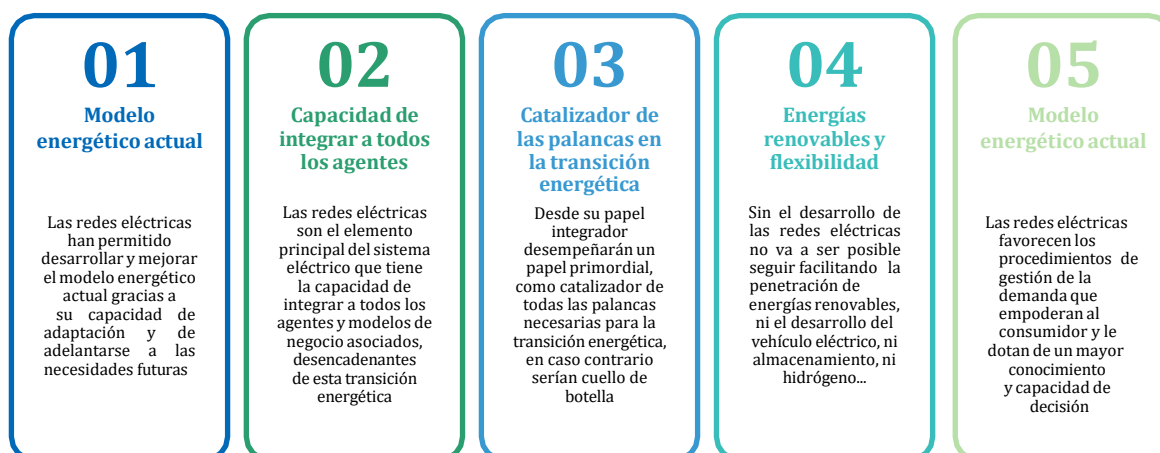 01
Modelo
energético actual
Las redes eléctricas
han permitido
desarrollar y mejorar
el modelo energético
actual gracias a
su capacidad de
adaptación y de
adelantarse a las
necesidades futuras
02
Capacidad de
integrar a todos
los agentes
Las redes eléctricas
son el elemento
principal del sistema
eléctrico que tiene
la capacidad de
integrar a todos los
agentes y modelos de
negocio asociados,
desencadenantes
de esta transición
energética
03
Catalizador de
las palancas en
la transición
energética
Desde su papel
integrador
desempeñarán un
papel primordial,
como catalizador de
todas las palancas
necesarias para la
transición energética,
en caso contrario
serían cuello de
botella
04
Energías
renovables y
flexibilidad
Sin el desarrollo de
las redes eléctricas
no va a ser posible
seguir facilitando la
penetración de
energías renovables,
ni el desarrollo del
vehículo eléctrico, ni
almacenamiento, ni
hidrógeno...
05
Modelo
energético actual
Las redes eléctricas
favorecen los
procedimientos de
gestión de la
demanda que
empoderan al
consumidor y le
dotan de un mayor
conocimiento
y capacidad de
decisión